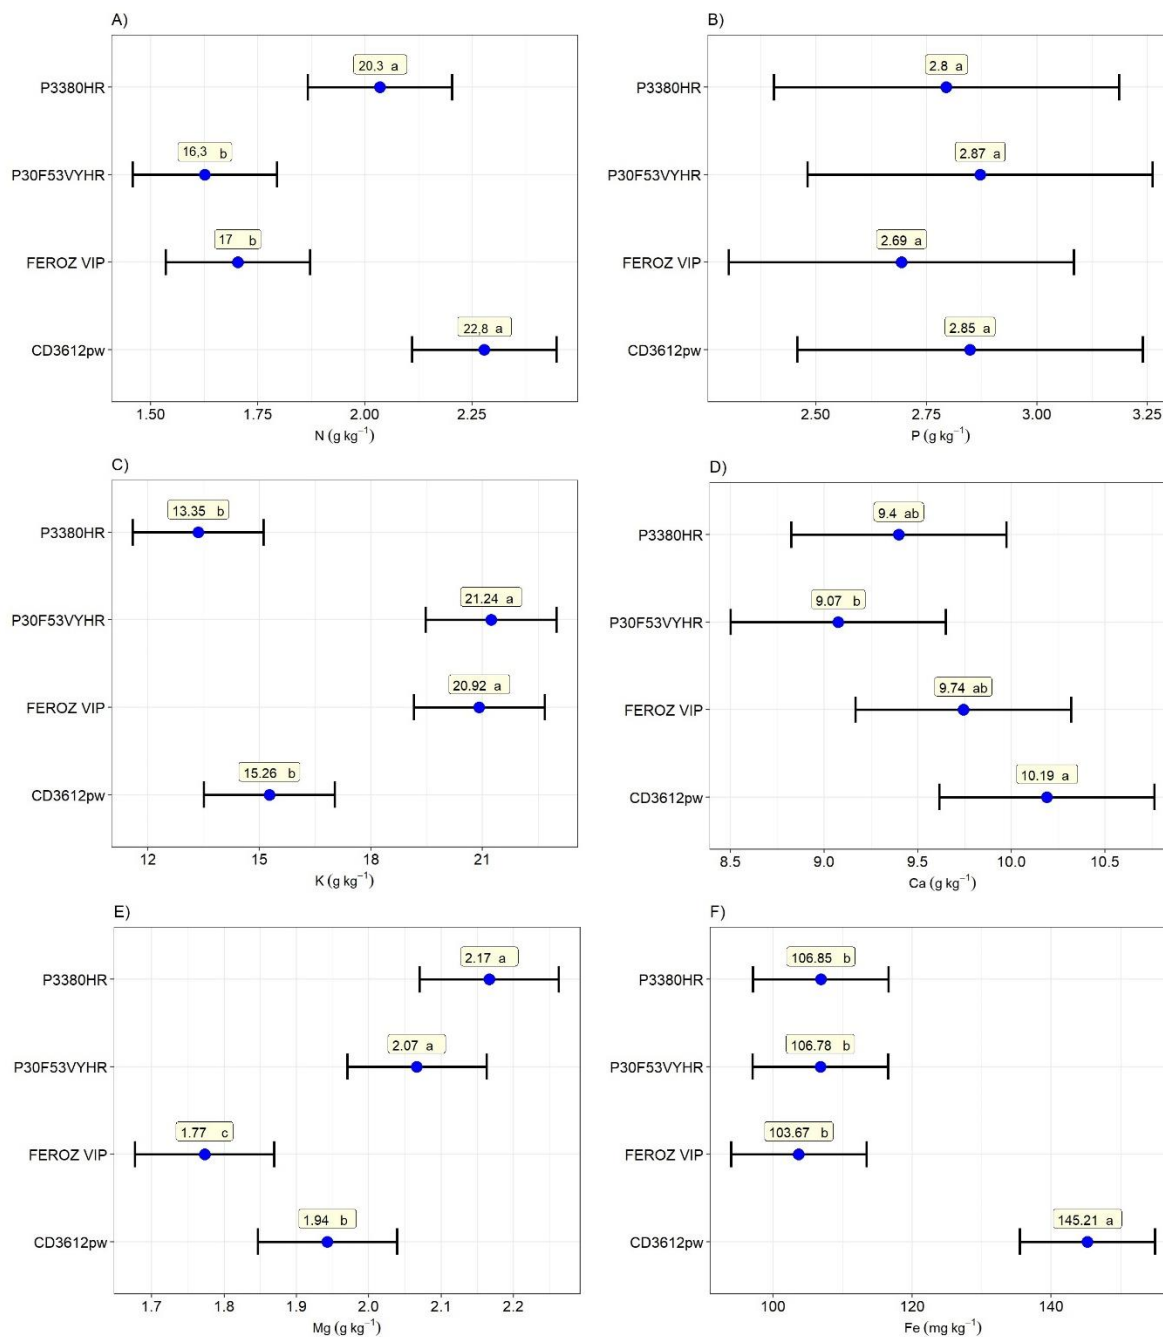 A)
P3380HR
20.3 a
P30F53VYHR
16,3 b
FEROZ VIP
17 b
CD3612pw
22,8 a
1.50 1.75 2.00 2.25
N (g kg⁻¹)
B)
P3380HR
2.8 a
P30F53VYHR
2.87 a
FEROZ VIP
2.69 a
CD3612pw
2.85 a
2.50 2.75 3.00 3.25
P (g kg⁻¹)
C)
P3380HR
13.35 b
P30F53VYHR
21.24 a
FEROZ VIP
20.92 a
CD3612pw
15.26 b
12 15 18 21
K (g kg⁻¹)
D)
P3380HR
9.4 ab
P30F53VYHR
9.07 b
FEROZ VIP
9.74 ab
CD3612pw
10.19 a
8.5 9.0 9.5 10.0 10.5
Ca (g kg⁻¹)
E)
P3380HR
2.17 a
P30F53VYHR
2.07 a
FEROZ VIP
1.77 c
CD3612pw
1.94 b
1.7 1.8 1.9 2.0 2.1 2.2
Mg (g kg⁻¹)
F)
P3380HR
106.85 b
P30F53VYHR
106.78 b
FEROZ VIP
103.67 b
CD3612pw
145.21 a
100 120 140
Fe (mg kg⁻¹)